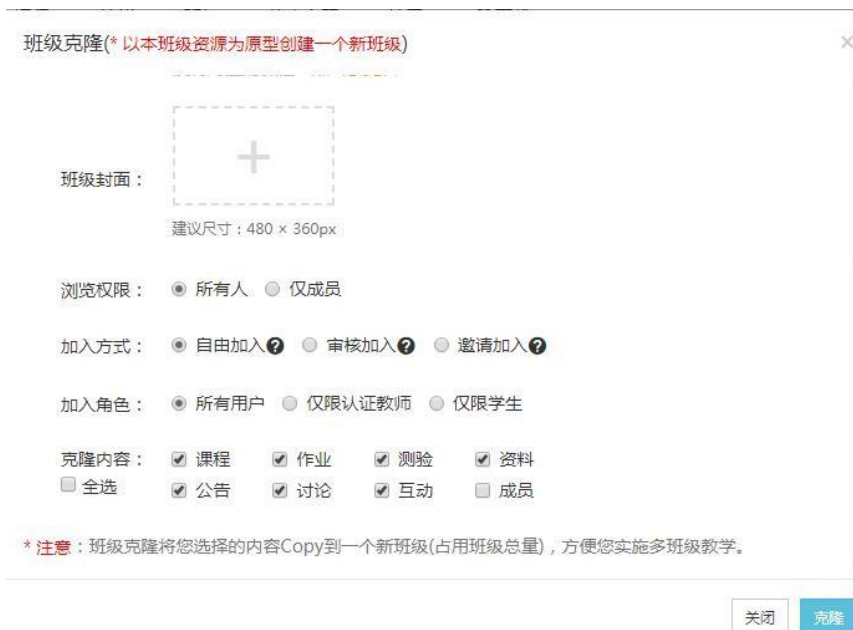 班级克隆(* 以本班级资源为原型创建一个新班级)
×
班级封面：
建议尺寸：480 × 360px
浏览权限： 所有人 仅成员
加入方式： 自由加入? 审核加入? 邀请加入?
加入角色： 所有用户 仅限认证教师 仅限学生
克隆内容： 课程 作业 测验 资料
全选 公告 讨论 互动 成员
* 注意：班级克隆将您选择的内容Copy到一个新班级(占用班级总量)，方便您实施多班级教学。
关闭 克隆